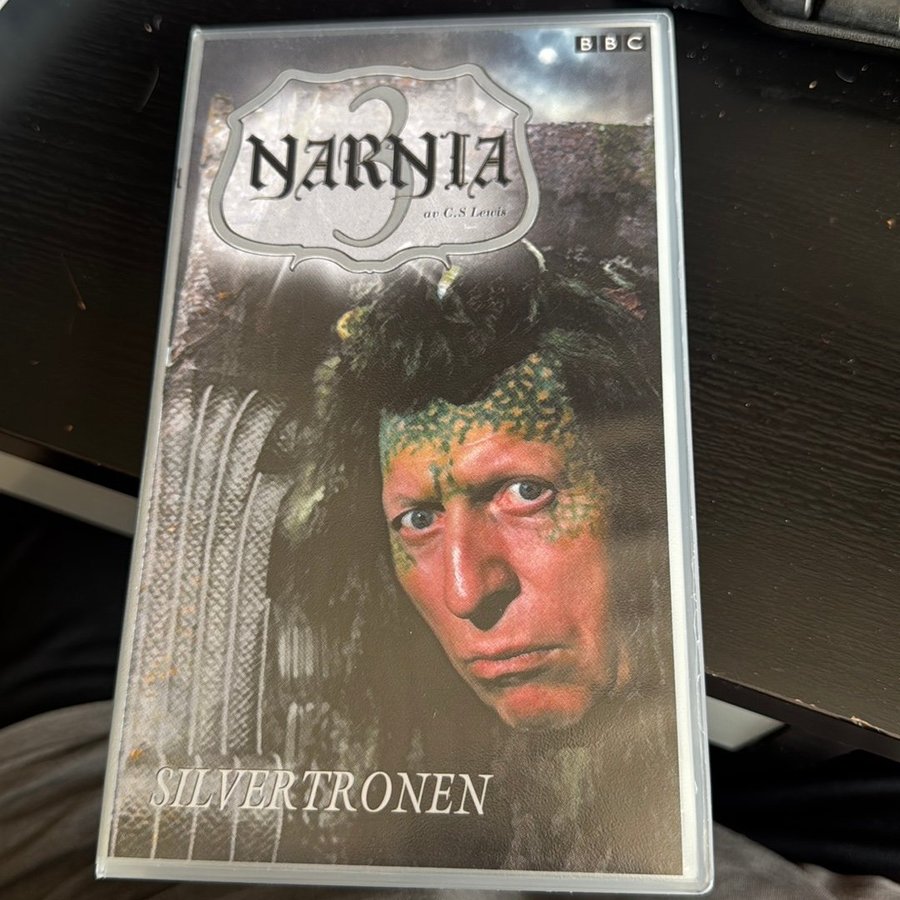 BBC
3
NARNIA
av C.S Lewis
SILVERTRONEN